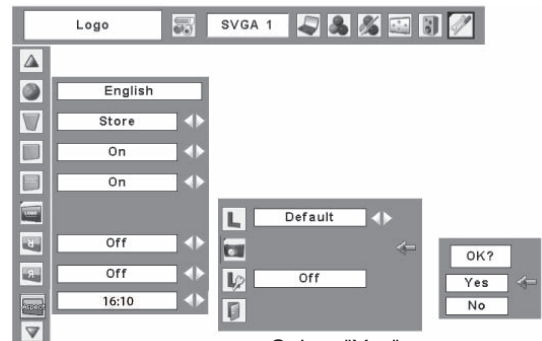 Logo
SVGA 1
English
Store
On
On
Off
Off
16:10
Default
Off
OK?
Yes
No